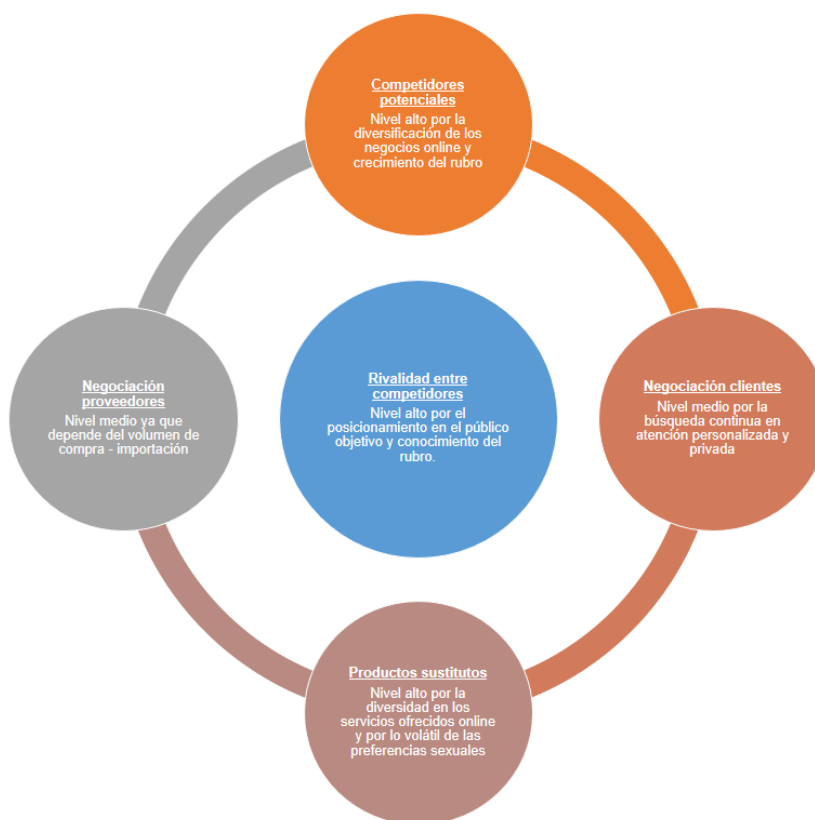 Competidores
potenciales
Nivel alto por la
diversificación de los
negocios online y
crecimiento del rubro
Negociación
proveedores
Nivel medio ya que
depende del volumen de
compra - importación
Rivalidad entre
competidores
Nivel alto por el
posicionamiento en el público
objetivo y conocimiento del
rubro.
Negociación clientes
Nivel medio por la
búsqueda continua en
atención personalizada y
privada
Productos sustitutos
Nivel alto por la
diversidad en los
servicios ofrecidos online
y por lo volátil de las
preferencias sexuales